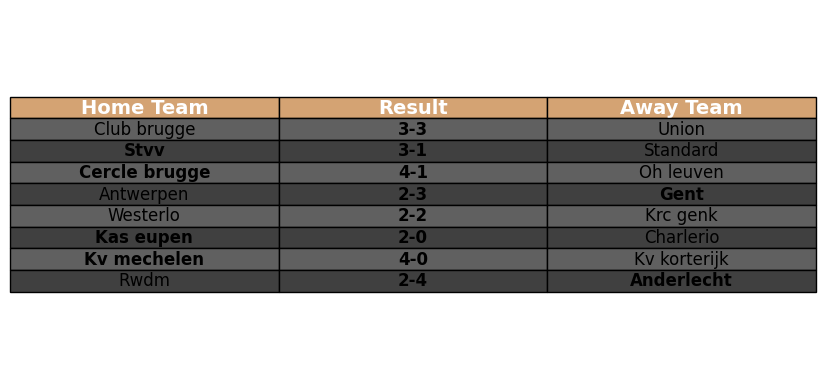 Home Team Result Away Team
Club brugge 3-3 Union
Stvv 3-1 Standard
Cercle brugge 4-1 Oh leuven
Antwerpen 2-3 Gent
Westerlo 2-2 Krc genk
Kas eupen 2-0 Charlerio
Kv mechelen 4-0 Kv korterijk
Rwdm 2-4 Anderlecht